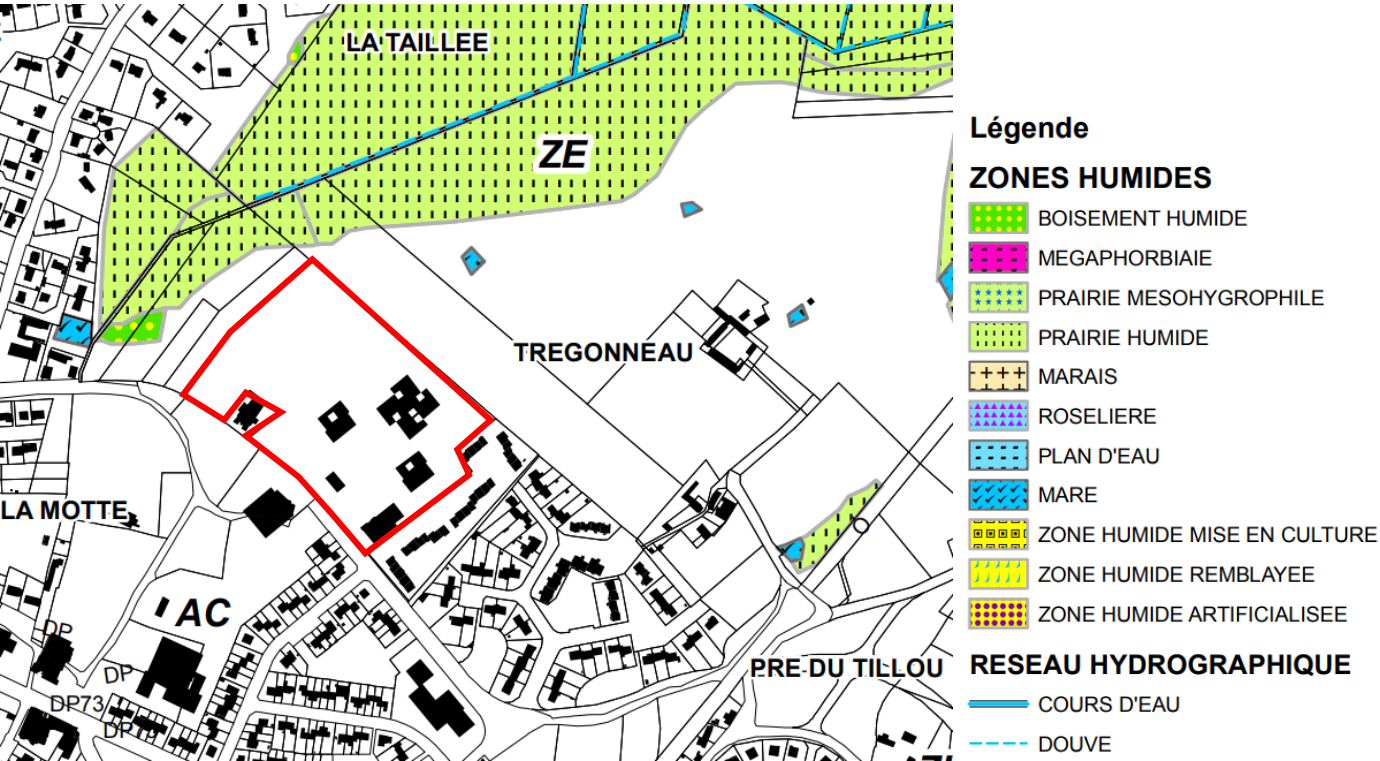 LA TAILLEE
ZE
TREGONNEAU
LA MOTTE
AC
DP
DP
DP73
PRE DU TILLOU
Légende
ZONES HUMIDES
BOISEMENT HUMIDE
MEGAPHORBIAIE
PRAIRIE MESOHYGROPHILE
PRAIRIE HUMIDE
MARAIS
ROSELIERE
PLAN D'EAU
MARE
ZONE HUMIDE MISE EN CULTURE
ZONE HUMIDE REMBLAYEE
ZONE HUMIDE ARTIFICIALISEE
RESEAU HYDROGRAPHIQUE
COURS D'EAU
DOUVE